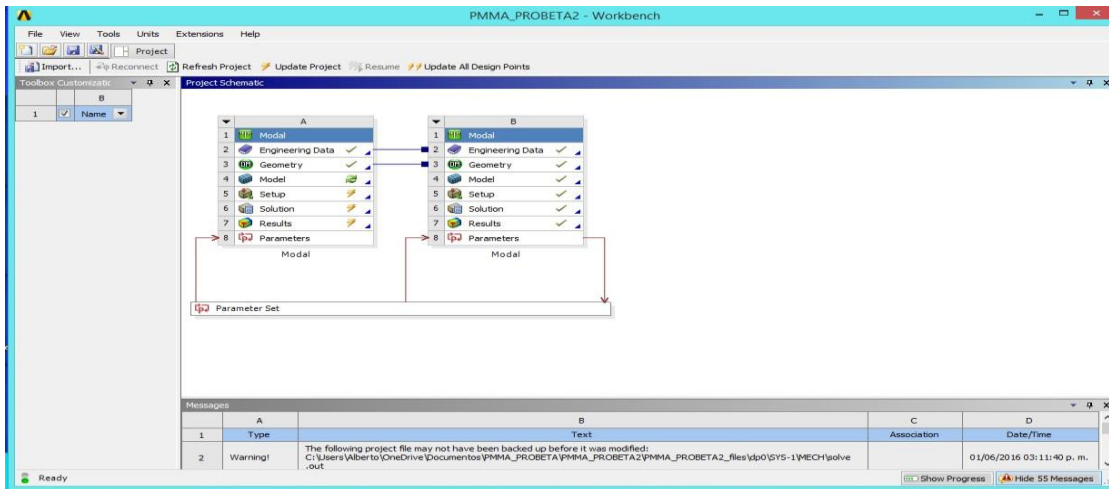 PMMA_PROBETA2 - Workbench
File View Tools Units Extensions Help
Project
Import... Reconnect Refresh Project Update Project Resume Update All Design Points
Toolbox Customizatic
B
1 Name
Project Schematic
A
1 Modal
2 Engineering Data
3 Geometry
4 Model
5 Setup
6 Solution
7 Results
8 Parameters
Modal
B
1 Modal
2 Engineering Data
3 Geometry
4 Model
5 Setup
6 Solution
7 Results
8 Parameters
Modal
Parameter Set
Messages
A B C D
1 Type Text Association Date/Time
2 Warning! The following project file may not have been backed up before it was modified:
C:\Users\Alberto\OneDrive\Documentos\PMMA_PROBETA\PMMA_PROBETA2\PMMA_PROBETA2_files\dp0\SYS-1\MECH\solve
.out
01/06/2016 03:11:40 p. m.
Ready Show Progress Hide 55 Messages